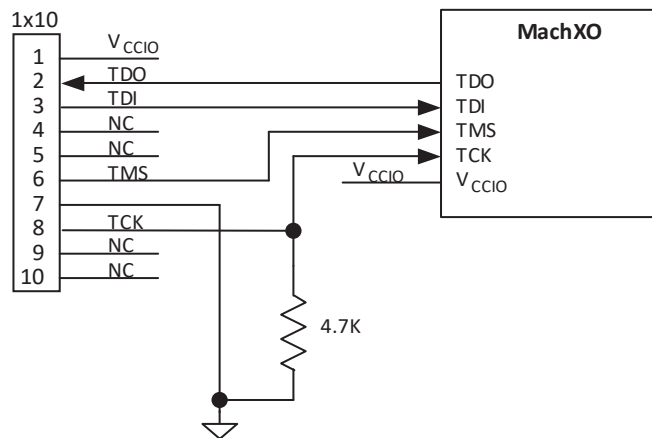 1x10
1 VCCIO
2 TDO
3 TDI
4 NC
5 NC
6 TMS
7
8 TCK
9 NC
10 NC
4.7K
MachXO
TDO
TDI
TMS
TCK
VCCIO VCCIO